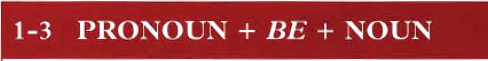 1-3 PRONOUN + BE + NOUN